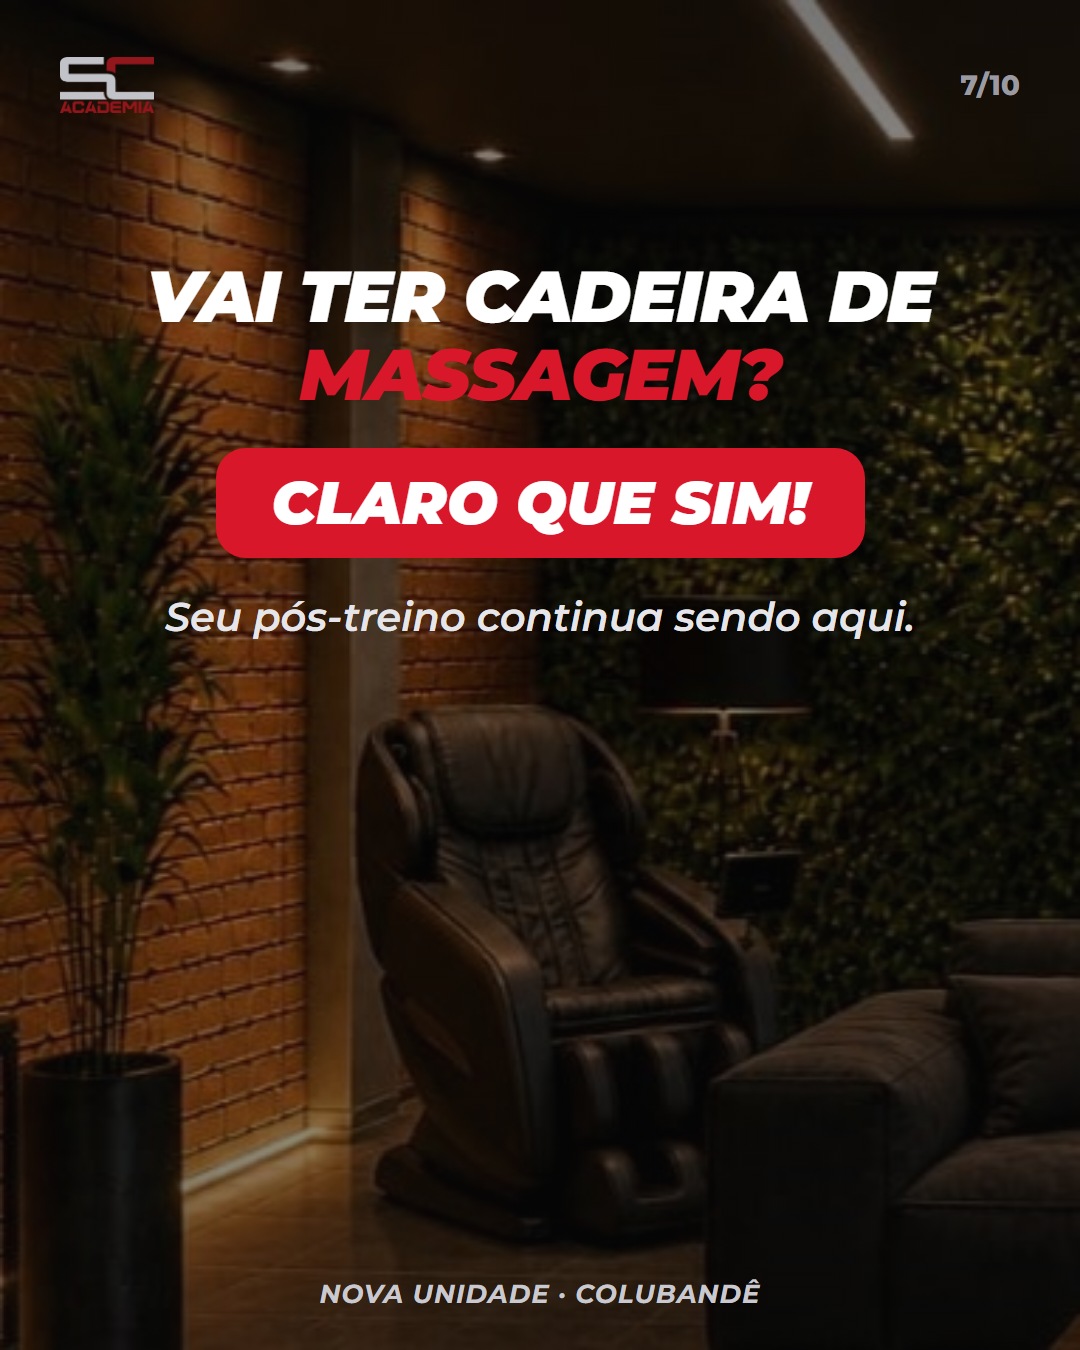 SC
ACADEMIA
7/10
VAI TER CADEIRA DE
MASSAGEM?
CLARO QUE SIM!
Seu pós-treino continua sendo aqui.
NOVA UNIDADE · COLUBANDÊ